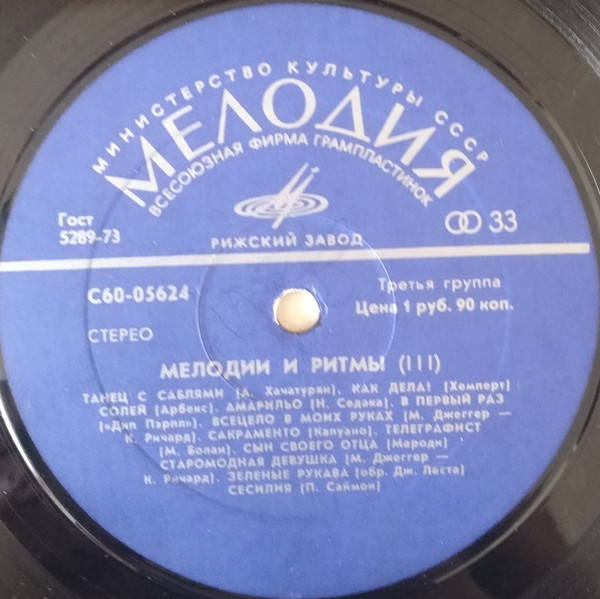 МИНИСТЕРСТВО КУЛЬТУРЫ СССР
МЕЛОДИЯ
ВСЕСОЮЗНАЯ ФИРМА ГРАМПЛАСТИНОК
Гост
5289-73
33
РИЖСКИЙ ЗАВОД
С60-05624
Третья группа
Цена 1 руб. 90 коп.
СТЕРЕО
МЕЛОДИИ И РИТМЫ (III)
ТАНЕЦ С САБЛЯМИ (А. Хачатурян). КАК ДЕЛА! (Хемперт)
СОЛЕЙ (Арбекс). АМАРИЛЬО (Н. Седака). В ПЕРВЫЙ РАЗ
(«Дип Пэрпл»). ВСЕЦЕЛО В МОИХ РУКАХ (М. Джеггер —
К. Ричард). САКРАМЕНТО (Капуано). ТЕЛЕГРАФИСТ
(М. Болан). СЫН СВОЕГО ОТЦА (Мароди)
СТАРОМОДНАЯ ДЕВУШКА (М. Джеггер —
К. Ричард). ЗЕЛЕНЫЕ РУКАВА (обр. Дж. Листа)
СЕСИЛИЯ (П. Саймон)